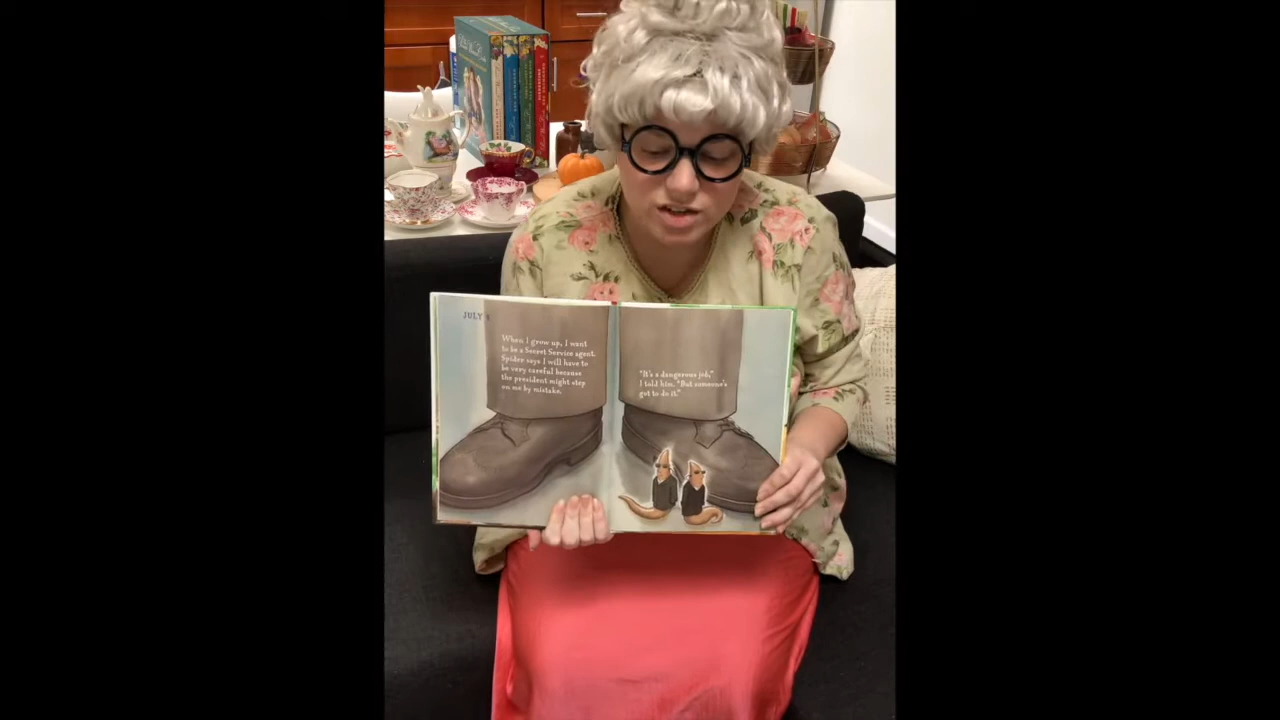 JULY
When I grow up, I want
to be a Secret Service agent.
Spider says I will have to
be very careful because
the president might step
on me by mistake.
"It's a dangerous job,"
I told him. "But someone's
got to do it."